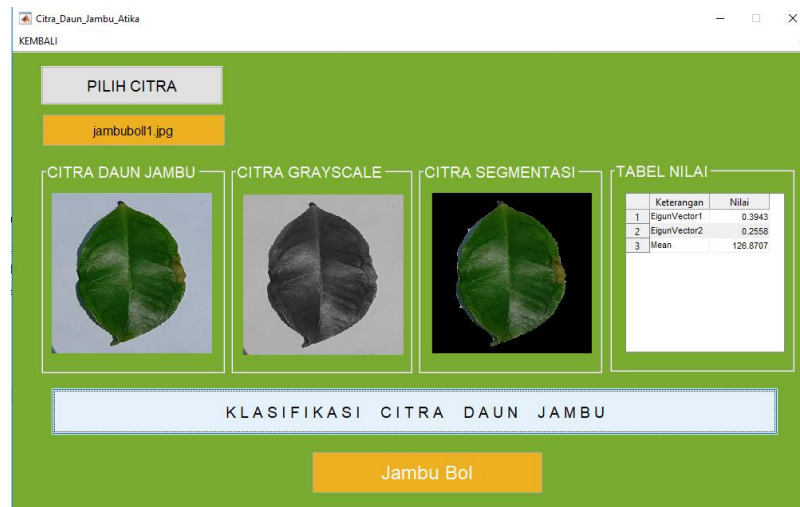 Citra_Daun_Jambu_Atika
KEMBALI
PILIH CITRA
jambuboll1.jpg
CITRA DAUN JAMBU
CITRA GRAYSCALE
CITRA SEGMENTASI
TABEL NILAI
Keterangan Nilai
1 EigunVector1 0.3943
2 EigunVector2 0.2558
3 Mean 126.8707
KLASIFIKASI CITRA DAUN JAMBU
Jambu Bol